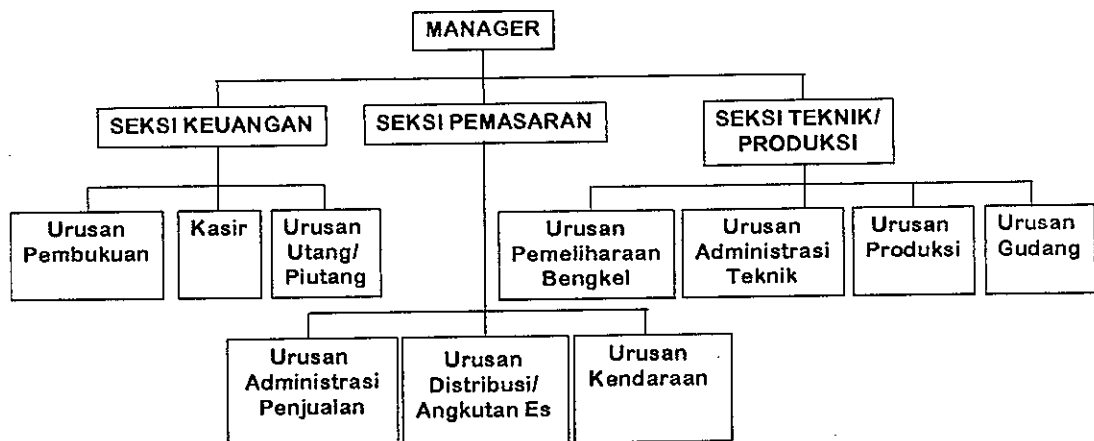 MANAGER
SEKSI KEUANGAN
SEKSI PEMASARAN
SEKSI TEKNIK/
PRODUKSI
Urusan
Pembukuan
Kasir
Urusan
Utang/
Piutang
Urusan
Pemeliharaan
Bengkel
Urusan
Administrasi
Teknik
Urusan
Produksi
Urusan
Gudang
Urusan
Administrasi
Penjualan
Urusan
Distribusi/
Angkutan Es
Urusan
Kendaraan